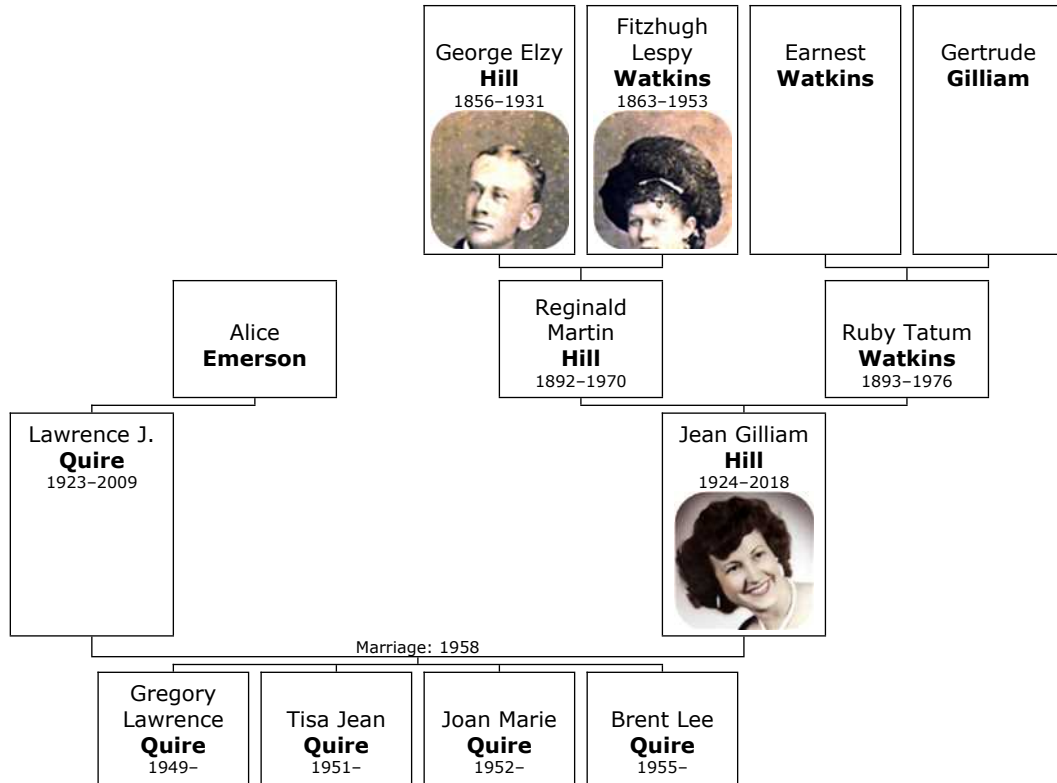 George Elzy
Hill
1856–1931
Fitzhugh
Lespy
Watkins
1863–1953
Earnest
Watkins
Gertrude
Gilliam
Alice
Emerson
Reginald
Martin
Hill
1892–1970
Ruby Tatum
Watkins
1893–1976
Lawrence J.
Quire
1923–2009
Jean Gilliam
Hill
1924–2018
Marriage: 1958
Gregory
Lawrence
Quire
1949–
Tisa Jean
Quire
1951–
Joan Marie
Quire
1952–
Brent Lee
Quire
1955–